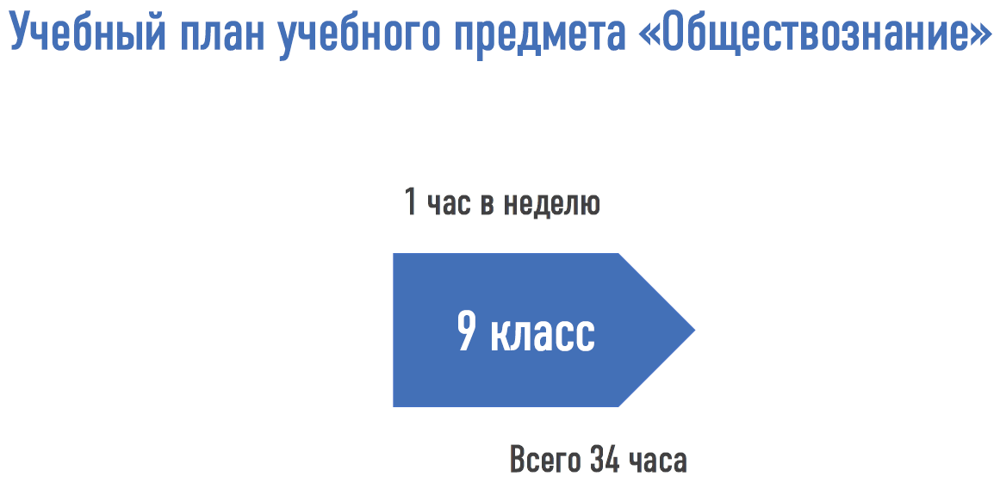 Учебный план учебного предмета «Обществознание»
1 час в неделю
9 класс
Всего 34 часа